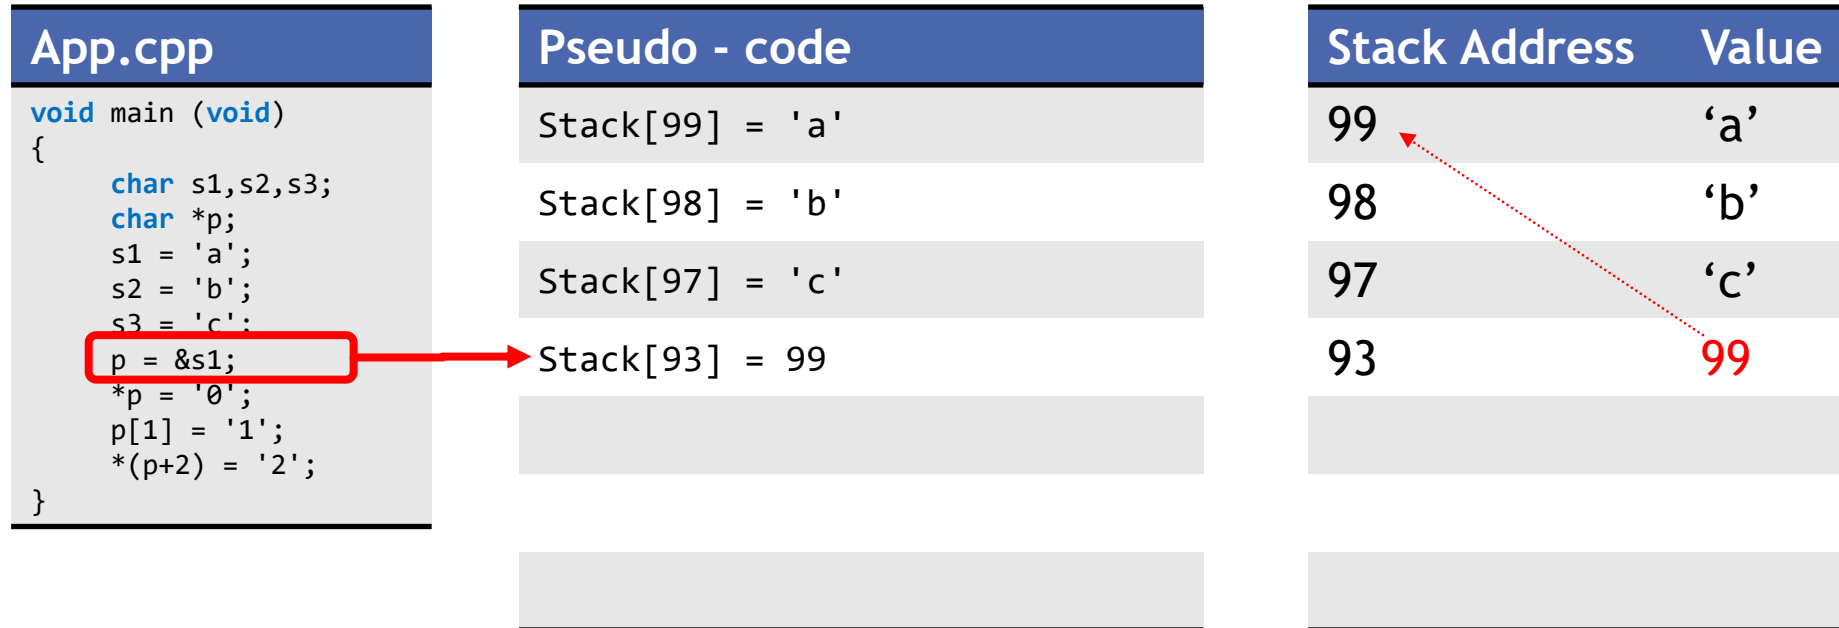 App.cpp
void main (void)
{
char s1,s2,s3;
char *p;
s1 = 'a';
s2 = 'b';
s3 = 'c';
p = &s1;
*p = '0';
p[1] = '1';
*(p+2) = '2';
}
Pseudo - code
Stack[99] = 'a'
Stack[98] = 'b'
Stack[97] = 'c'
Stack[93] = 99
Stack Address Value
99 ‘a’
98 ‘b’
97 ‘c’
93 99